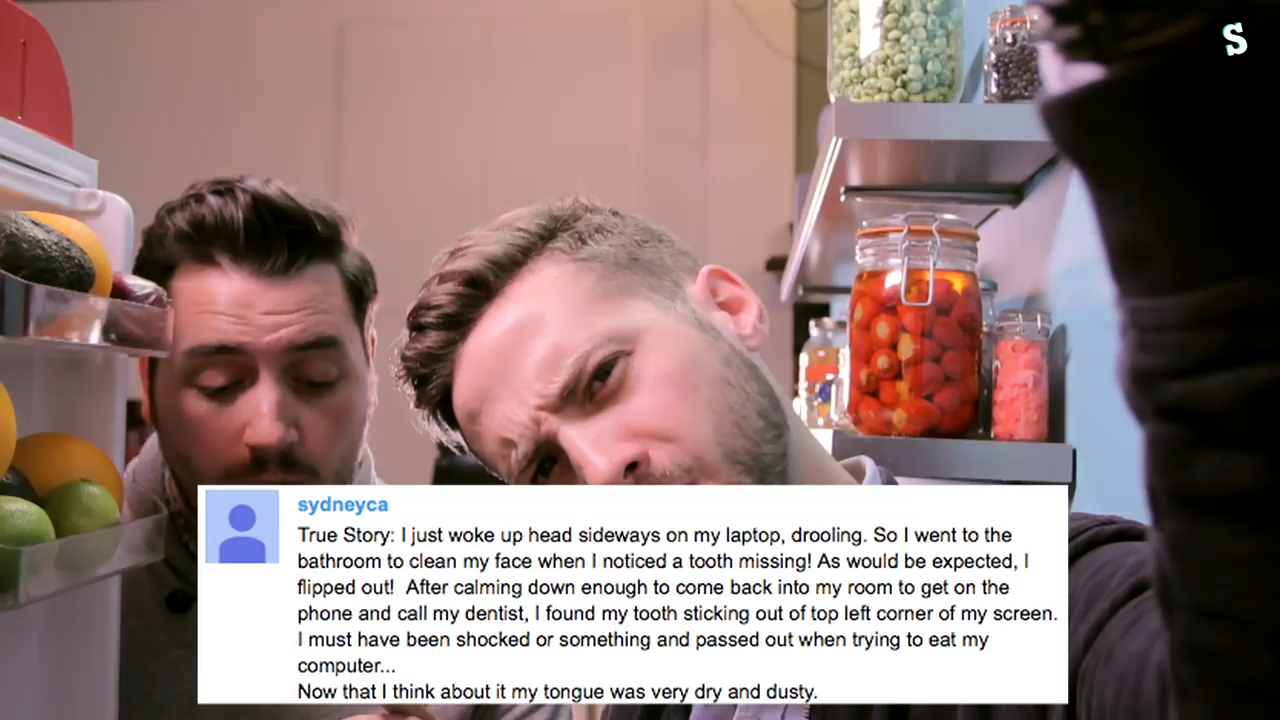 S
sydneyca
True Story: I just woke up head sideways on my laptop, drooling. So I went to the
bathroom to clean my face when I noticed a tooth missing! As would be expected, I
flipped out!  After calming down enough to come back into my room to get on the
phone and call my dentist, I found my tooth sticking out of top left corner of my screen.
I must have been shocked or something and passed out when trying to eat my
computer...
Now that I think about it my tongue was very dry and dusty.